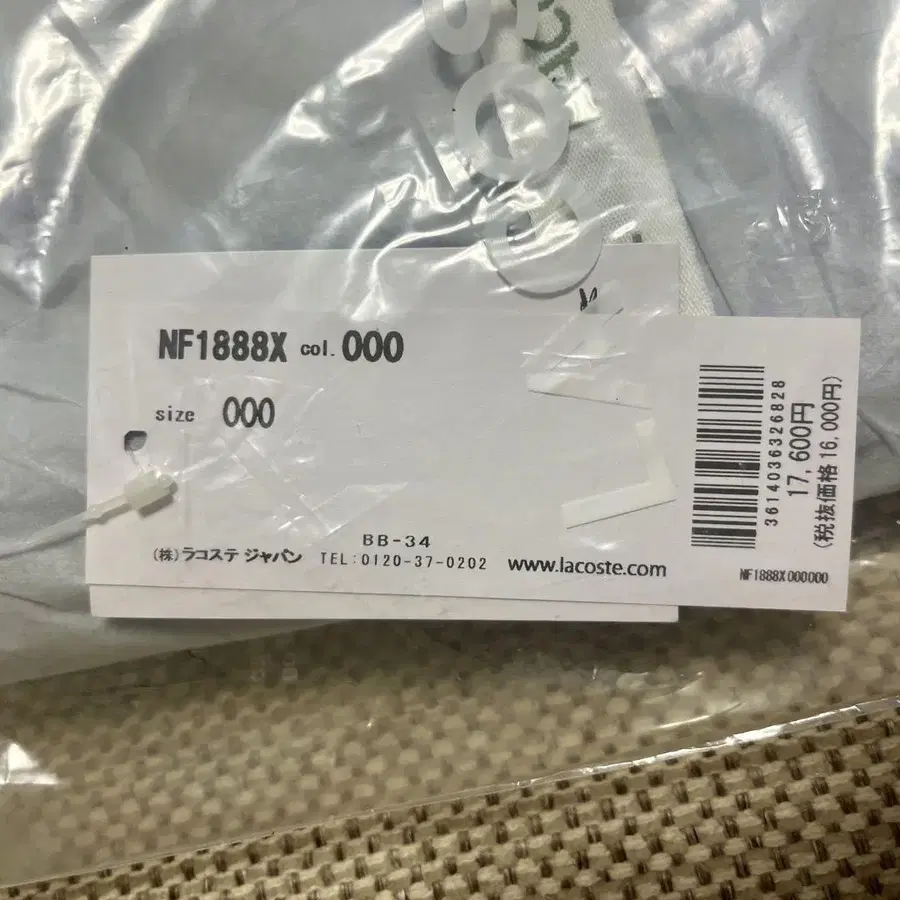 NF1888X col. 000
size 000
BB-34
(株)ラコステ ジャパン TEL:0120-37-0202 www.lacoste.com
3614036326828
17,600円
(税抜価格 16,000円)
NF1888X000000